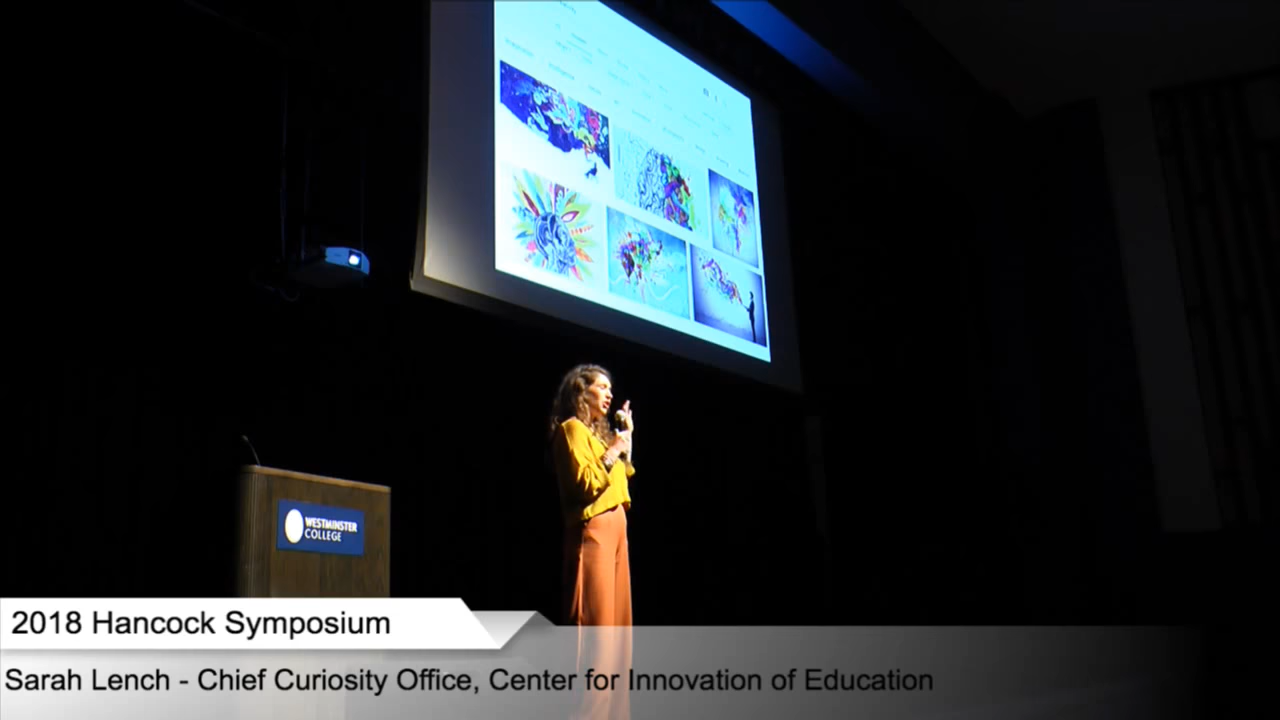 WESTMINSTER
COLLEGE
2018 Hancock Symposium
Sarah Lench - Chief Curiosity Office, Center for Innovation of Education